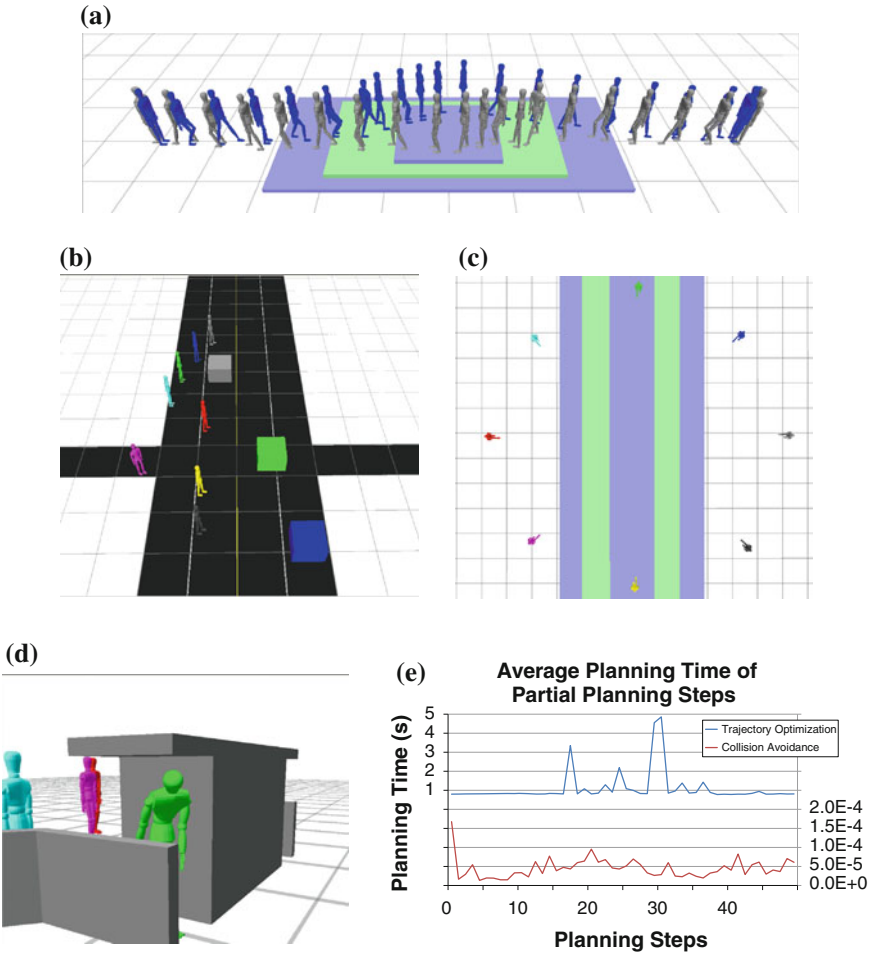 (a)
(b)
(c)
(d)
(e)
Average Planning Time of
Partial Planning Steps
Planning Time (s)
5
4
3
2
1
Trajectory Optimization
Collision Avoidance
2.0E-4
1.5E-4
1.0E-4
5.0E-5
0.0E+0
0
10
20
30
40
50
Planning Steps